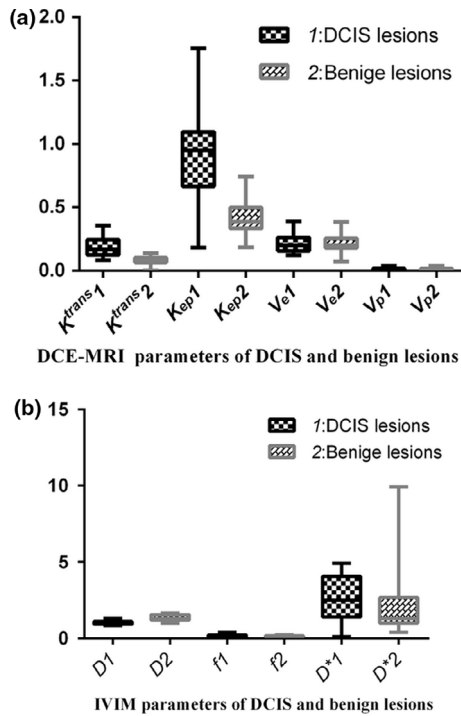 (a)
2.0
1.5
1.0
0.5
0.0
1:DCIS lesions
2:Benige lesions
Ktrans1
Ktrans2
Kep1
Kep2
Ve1
Ve2
Vp1
Vp2
DCE-MRI parameters of DCIS and benign lesions
(b)
15
10
5
0
1:DCIS lesions
2:Benige lesions
D1
D2
f1
f2
D*1
D*2
IVIM parameters of DCIS and benign lesions